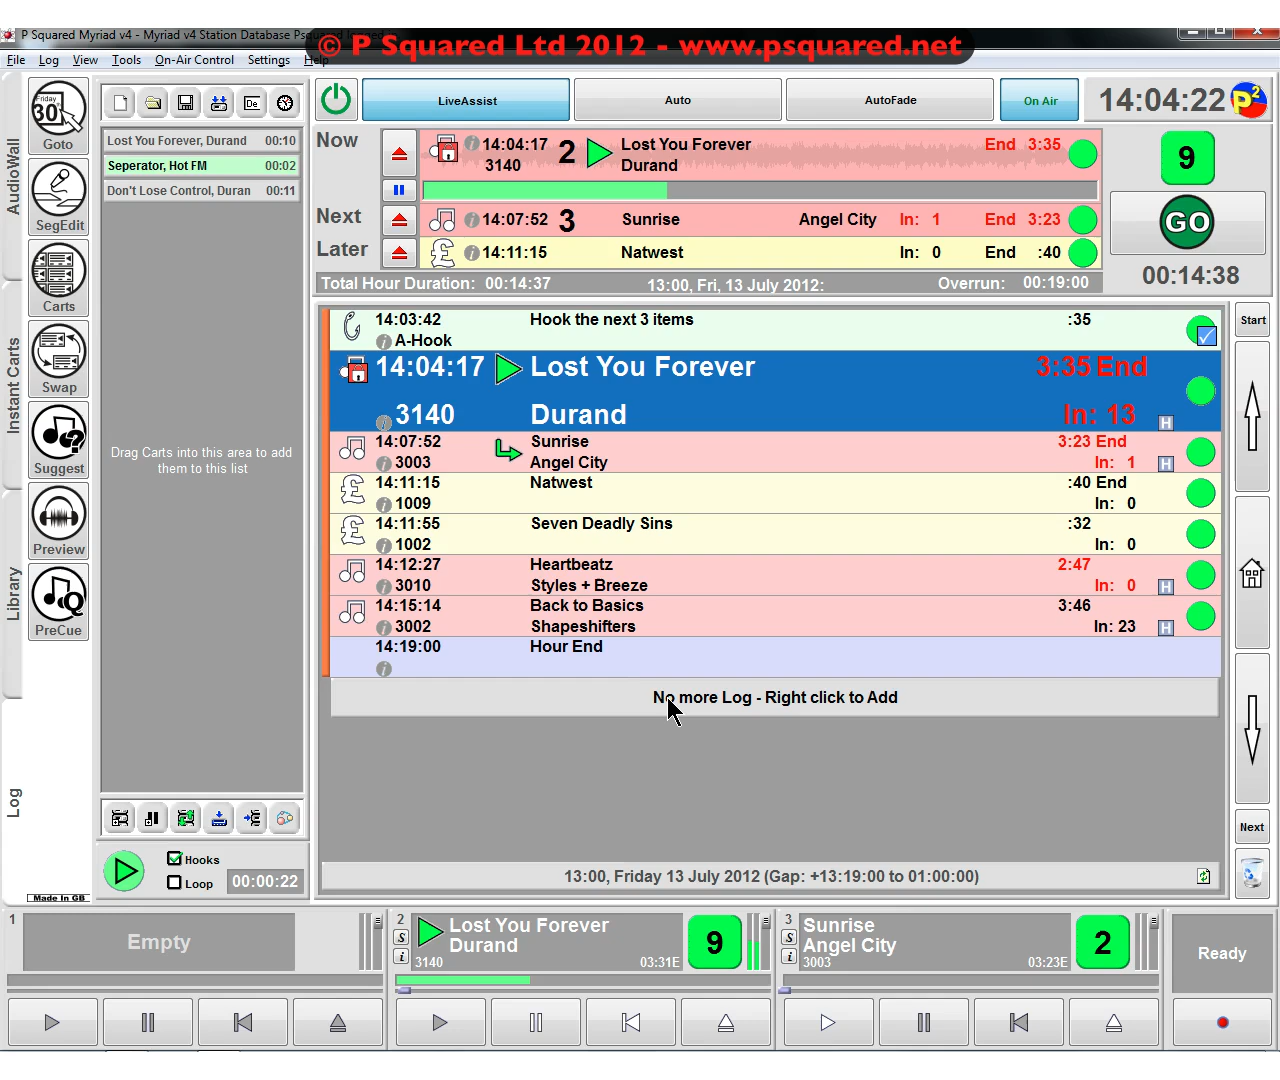 P Squared Myriad v4 - Myriad v4 Station Database
© P Squared Ltd 2012 - www.psquared.net
File Log View Tools On-Air Control Settings Help
AudioWall
Instant Carts
Library
Log
Friday
30
Goto
SegEdit
Carts
Swap
Suggest
Preview
PreCue
Made In GB
De
Lost You Forever, Durand 00:10
Seperator, Hot FM 00:02
Don't Lose Control, Duran 00:11
Drag Carts into this area to add
them to this list
Hooks
Loop 00:00:22
LiveAssist Auto AutoFade On Air 14:04:22 P2
Now
14:04:17 2 Lost You Forever End 3:35
3140 Durand
9
Next 14:07:52 3 Sunrise Angel City In: 1 End 3:23
GO
Later 14:11:15 Natwest In: 0 End :40
00:14:38
Total Hour Duration: 00:14:37 13:00, Fri, 13 July 2012: Overrun: 00:19:00
14:03:42 Hook the next 3 items :35
A-Hook
14:04:17 Lost You Forever 3:35 End
3140 Durand In: 13 H
14:07:52 Sunrise 3:23 End
3003 Angel City In: 1 H
14:11:15 Natwest :40 End
1009 In: 0
14:11:55 Seven Deadly Sins :32
1002 In: 0
14:12:27 Heartbeatz 2:47
3010 Styles + Breeze In: 0 H
14:15:14 Back to Basics 3:46
3002 Shapeshifters In: 23 H
14:19:00 Hour End
No more Log - Right click to Add
13:00, Friday 13 July 2012 (Gap: +13:19:00 to 01:00:00)
Start
Next
1
Empty
2 Lost You Forever
S Durand
i 3140 03:31E
9
3 Sunrise
S Angel City
i 3003 03:23E
2
Ready